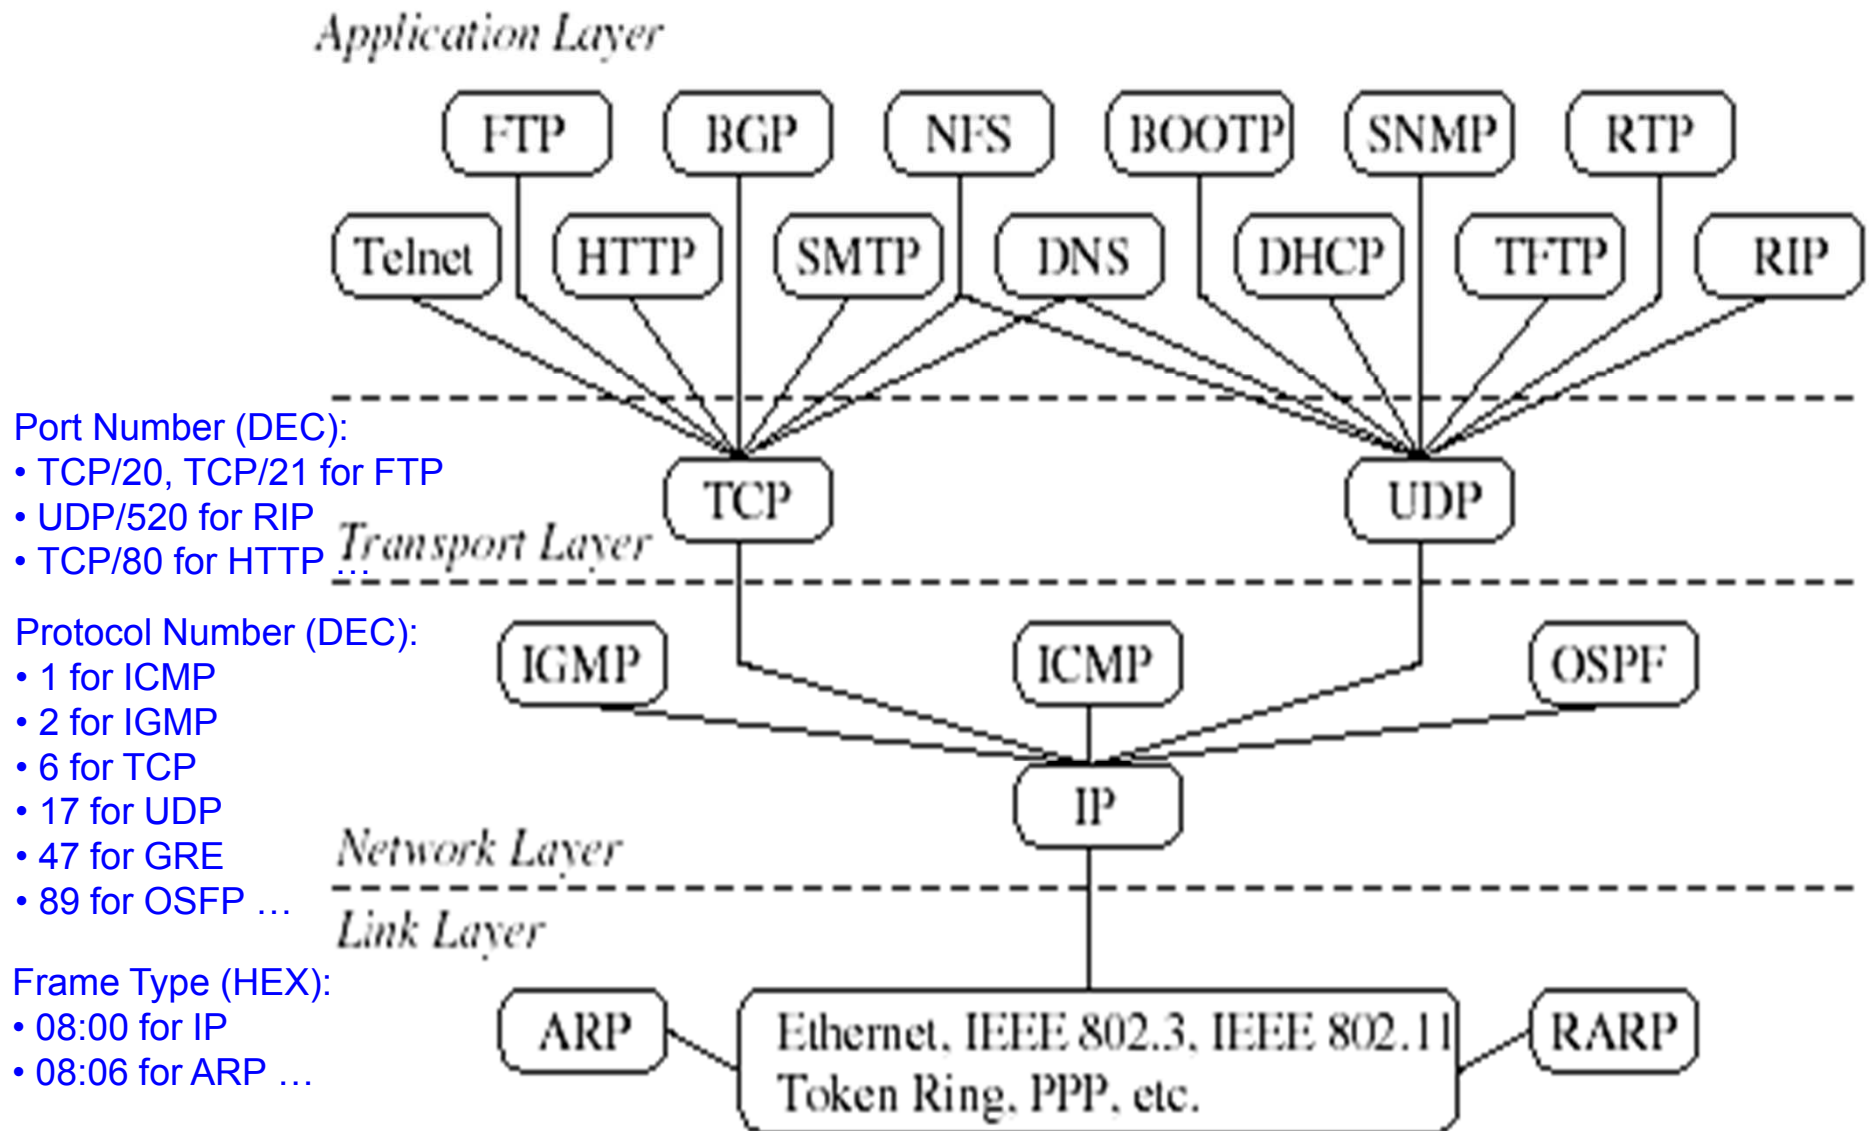 Application Layer
FTP BGP NFS BOOTP SNMP RTP
Telnet HTTP SMTP DNS DHCP TFTP RIP
Port Number (DEC):
• TCP/20, TCP/21 for FTP
• UDP/520 for RIP
• TCP/80 for HTTP …
TCP UDP
Transport Layer
Protocol Number (DEC):
• 1 for ICMP
• 2 for IGMP
• 6 for TCP
• 17 for UDP
• 47 for GRE
• 89 for OSFP …
IGMP ICMP OSPF
IP
Network Layer
Link Layer
Frame Type (HEX):
• 08:00 for IP
• 08:06 for ARP …
ARP
Ethernet, IEEE 802.3, IEEE 802.11
Token Ring, PPP, etc.
RARP